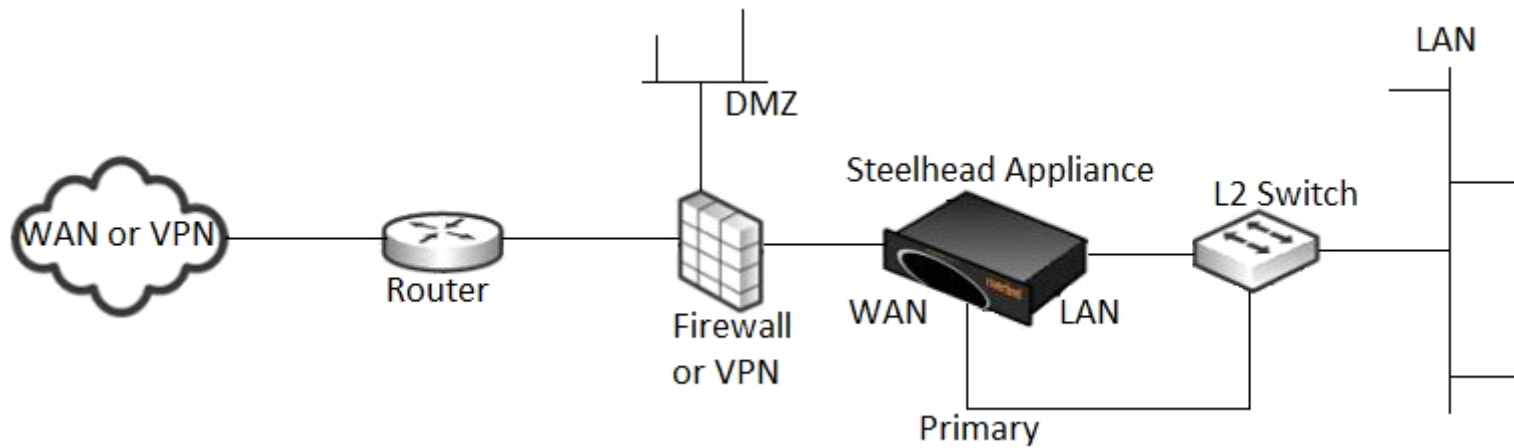 LAN
DMZ
Steelhead Appliance
L2 Switch
WAN or VPN
Router
WAN
LAN
Firewall
or VPN
Primary